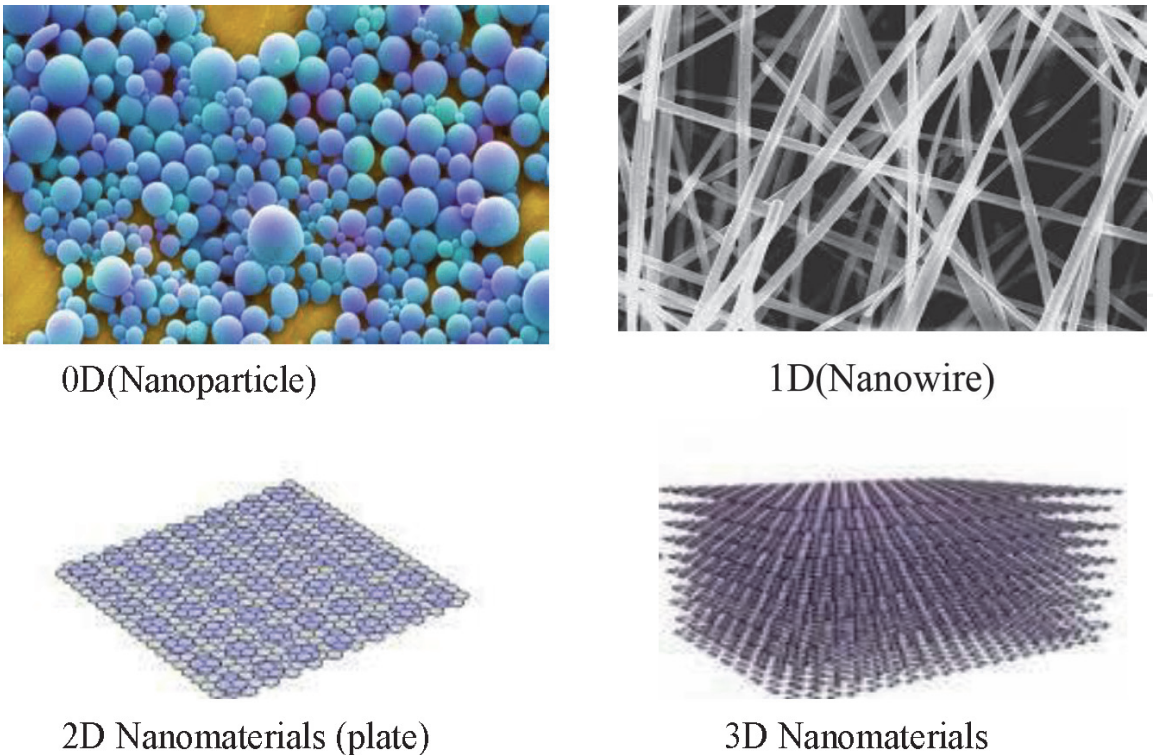 0D(Nanoparticle)
1D(Nanowire)
2D Nanomaterials (plate)
3D Nanomaterials